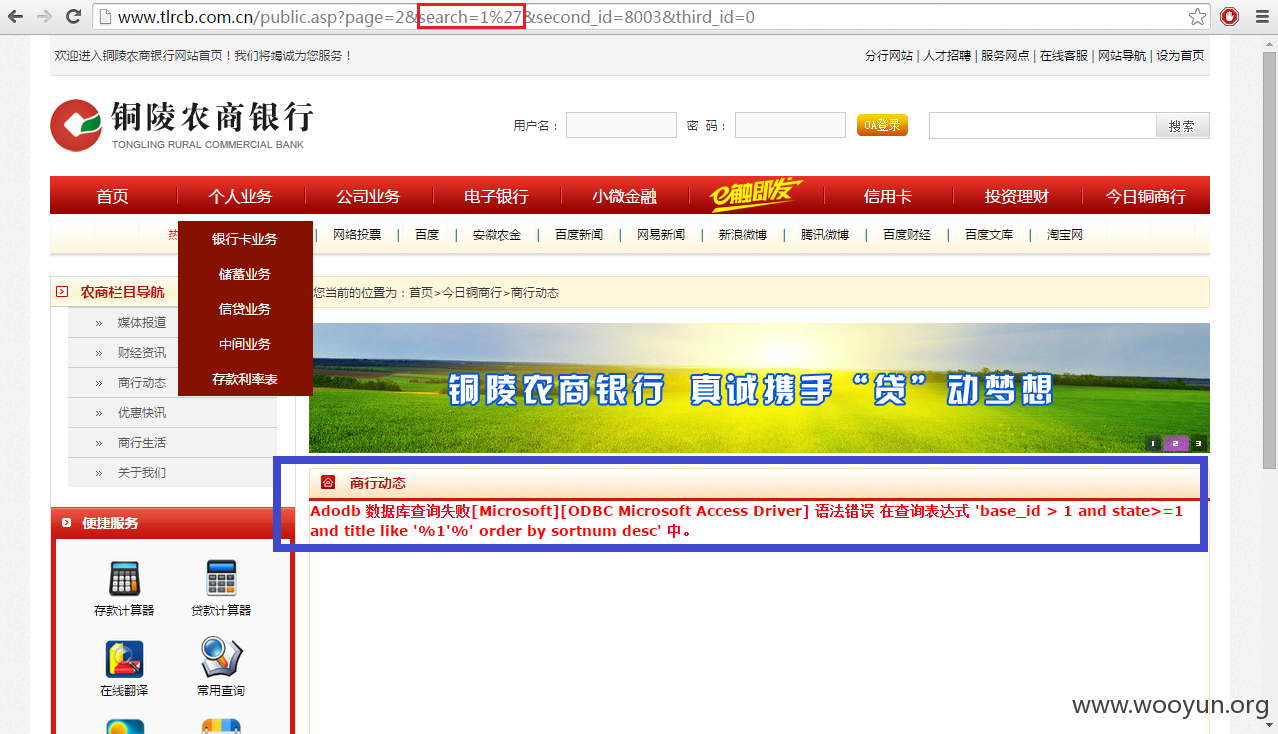 www.tlrcb.com.cn/public.asp?page=2&search=1%27&second_id=8003&third_id=0
欢迎进入铜陵农商银行网站首页！我们将竭诚为您服务！
分行网站 | 人才招聘 | 服务网点 | 在线客服 | 网站导航 | 设为首页
铜陵农商银行
TONGLING RURAL COMMERCIAL BANK
用户名： 密 码： OA登录 搜索
首页 个人业务 公司业务 电子银行 小微金融 e触即发 信用卡 投资理财 今日铜商行
热 | 网络投票 | 百度 | 安徽农金 | 百度新闻 | 网易新闻 | 新浪微博 | 腾讯微博 | 百度财经 | 百度文库 | 淘宝网
银行卡业务
储蓄业务
信贷业务
中间业务
存款利率表
农商栏目导航
媒体报道
财经资讯
商行动态
优惠快讯
商行生活
关于我们
您当前的位置为：首页>今日铜商行>商行动态
铜陵农商银行 真诚携手“贷”动梦想
1 2 3
商行动态
Adodb 数据库查询失败[Microsoft][ODBC Microsoft Access Driver] 语法错误 在查询表达式 'base_id > 1 and state>=1
and title like '%1'%' order by sortnum desc' 中。
便捷服务
存款计算器 贷款计算器
在线翻译 常用查询
www.wooyun.org